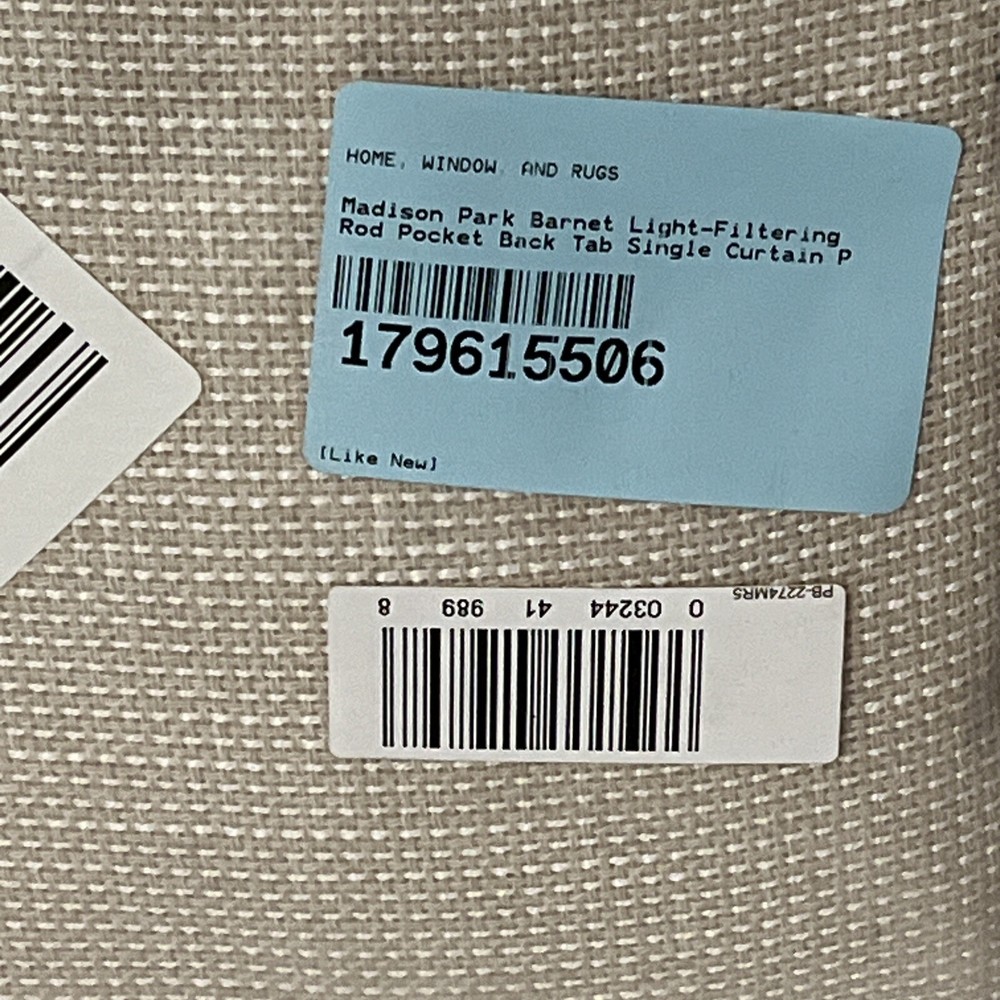 HOME, WINDOW, AND RUGS
Madison Park Barnet Light-Filtering
Rod Pocket Back Tab Single Curtain P
179615506
[Like New]
PB-2274MR5
0 03244 41 989 8